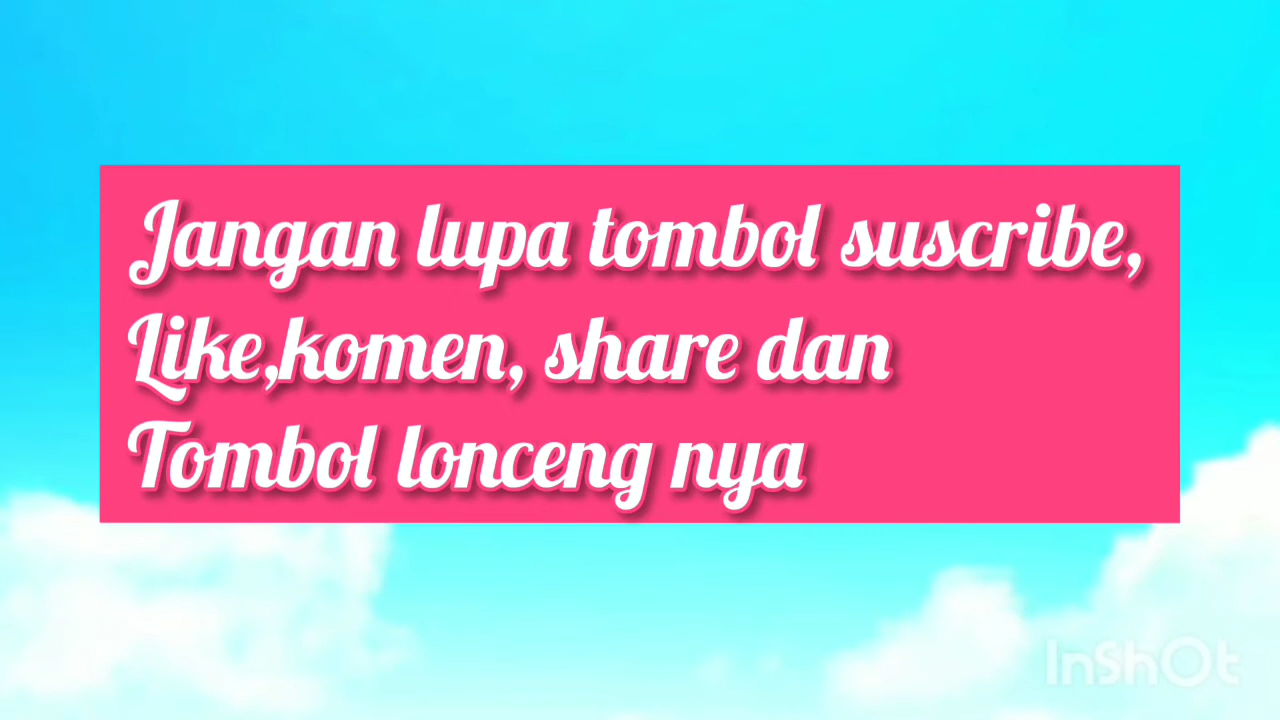 Jangan lupa tombol suscribe,
Like,komen, share dan
Tombol lonceng nya
InShOt